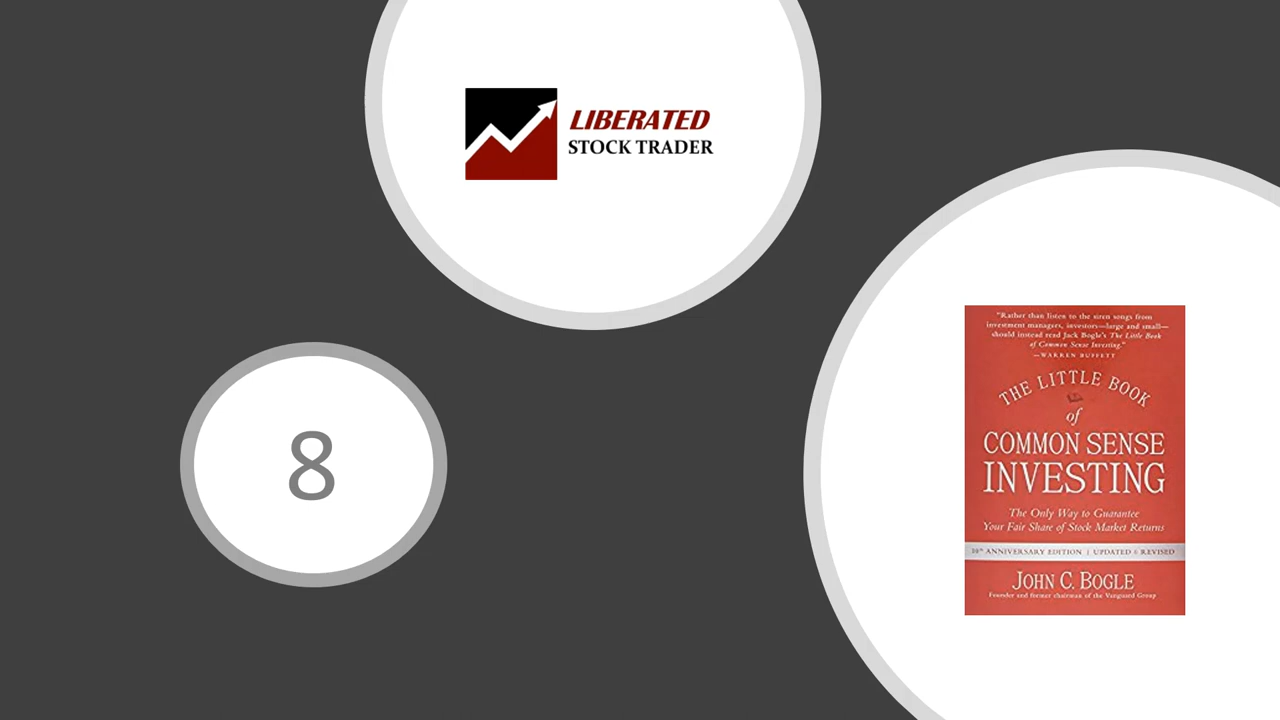 LIBERATED
STOCK TRADER
8
"Rather than listen to the siren songs from
investment managers, investors—large and small—
should instead read Jack Bogle's The Little Book
of Common Sense Investing."
—WARREN BUFFETT
THE LITTLE BOOK
of
COMMON SENSE
INVESTING
The Only Way to Guarantee
Your Fair Share of Stock Market Returns
10TH ANNIVERSARY EDITION | UPDATED & REVISED
JOHN C. BOGLE
Founder and former chairman of the Vanguard Group